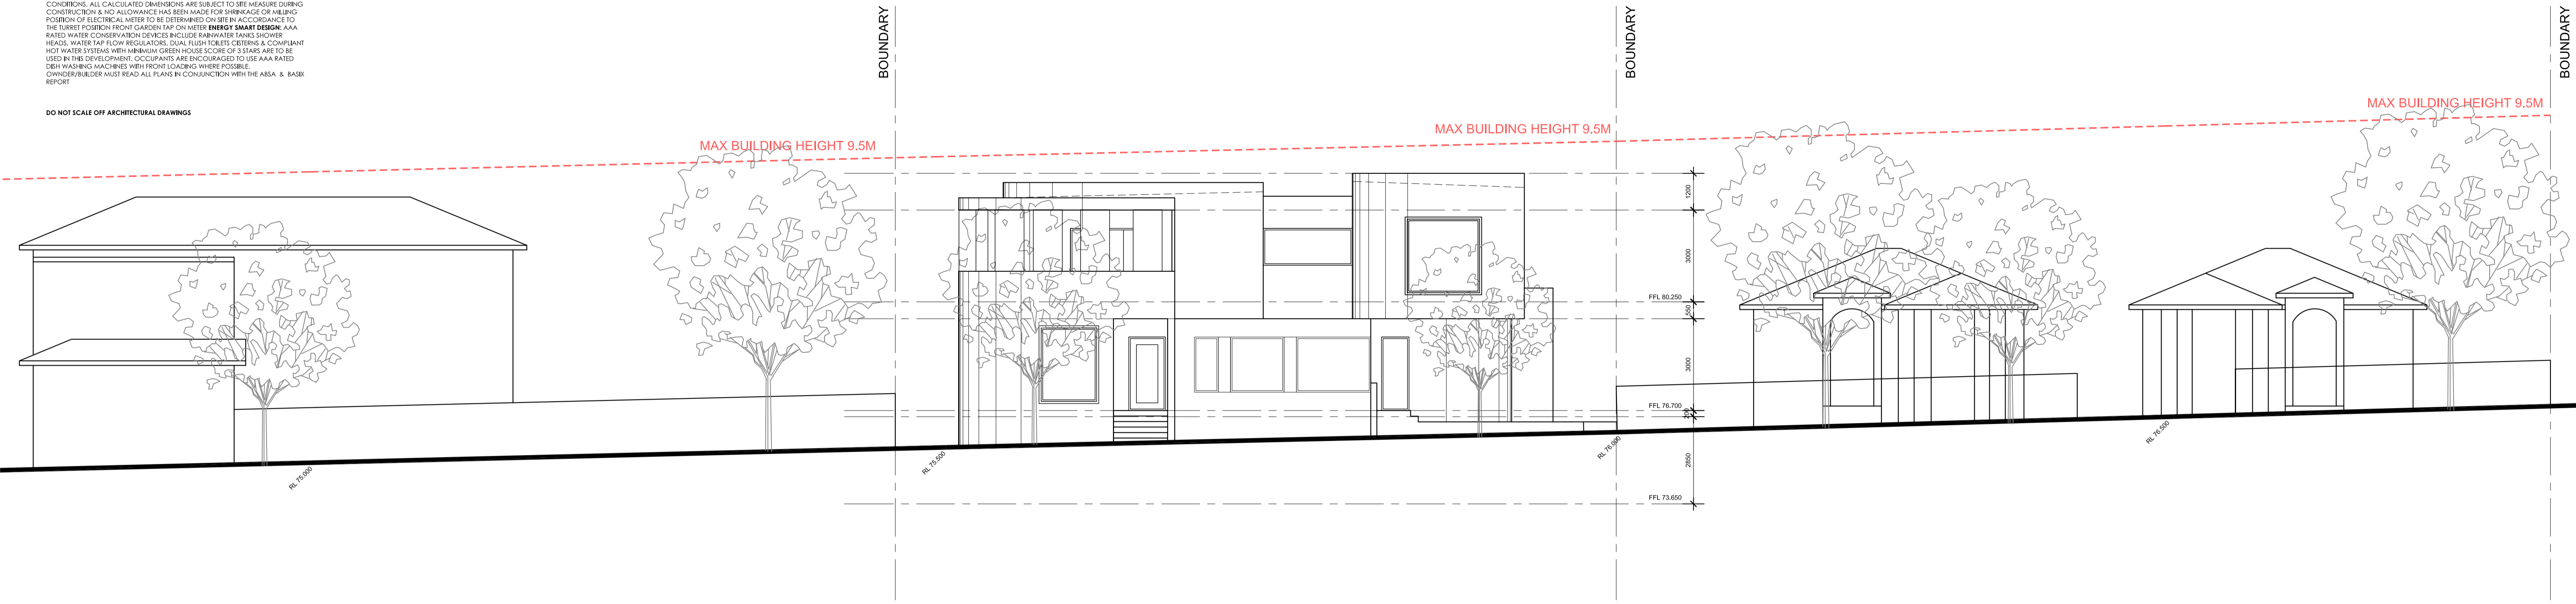 CONDITIONS, ALL CALCULATED DIMENSIONS ARE SUBJECT TO SITE MEASURE DURING
CONSTRUCTION & NO ALLOWANCE HAS BEEN MADE FOR SHRINKAGE OR MILLING
POSITION OF ELECTRICAL METER TO BE DETERMINED ON SITE IN ACCORDANCE TO
THE TURRET POSITION FRONT GARDEN TAP ON METER ENERGY SMART DESIGN: AAA
RATED WATER CONSERVATION DEVICES INCLUDE RAINWATER TANKS SHOWER
HEADS, WATER TAP FLOW REGULATORS, DUAL FLUSH TOILETS CISTERNS & COMPLIANT
HOT WATER SYSTEMS WITH MINIMUM GREEN HOUSE SCORE OF 3 STARS ARE TO BE
USED IN THIS DEVELOPMENT. OCCUPANTS ARE ENCOURAGED TO USE AAA RATED
DISH WASHING MACHINES WITH FRONT LOADING WHERE POSSIBLE.
OWNDER/BUILDER MUST READ ALL PLANS IN CONJUNCTION WITH THE ABSA & BASIX
REPORT
DO NOT SCALE OFF ARCHITECTURAL DRAWINGS
BOUNDARY
BOUNDARY
BOUNDARY
MAX BUILDING HEIGHT 9.5M
MAX BUILDING HEIGHT 9.5M
MAX BUILDING HEIGHT 9.5M
1200
3000
FFL 80.250
550
3000
FFL 76.700
200
2850
FFL 73.650
RL 75.000
RL 75.500
RL 76.000
RL 76.500